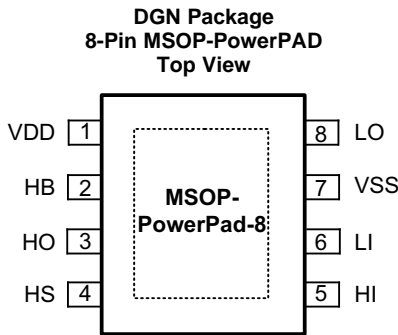 DGN Package
8-Pin MSOP-PowerPAD
Top View
VDD 1 8 LO
HB 2 7 VSS
MSOP-
PowerPad-8
HO 3 6 LI
HS 4 5 HI